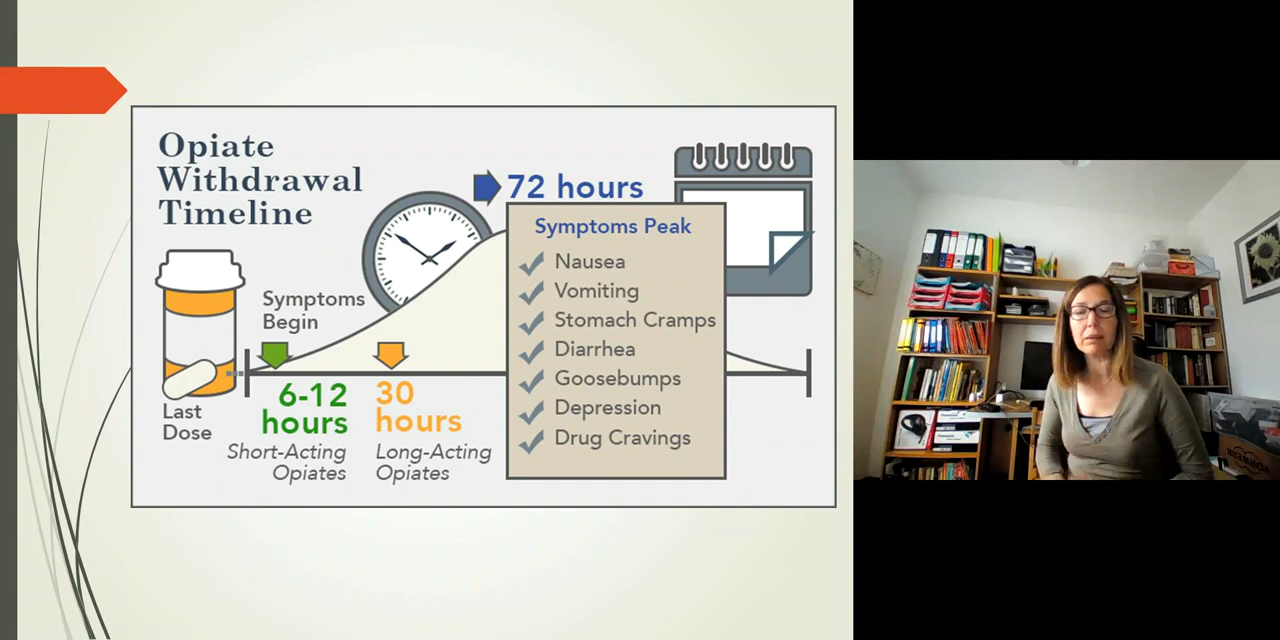 Opiate
Withdrawal
Timeline
72 hours
Symptoms Peak
Nausea
Vomiting
Stomach Cramps
Diarrhea
Goosebumps
Depression
Drug Cravings
Symptoms
Begin
Last
Dose
6-12
hours
Short-Acting
Opiates
30
hours
Long-Acting
Opiates